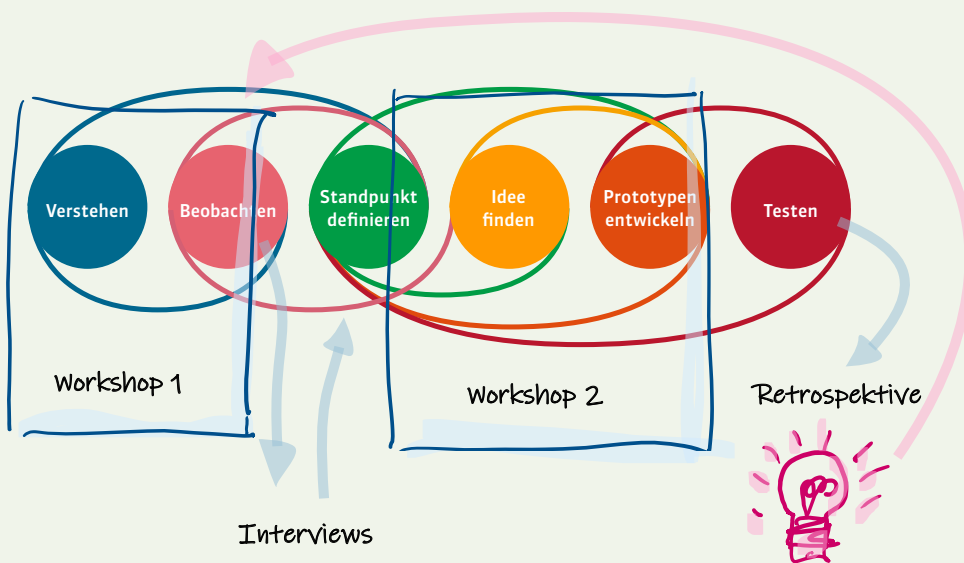 Verstehen
Beobachten
Standpunkt
definieren
Idee
finden
Prototypen
entwickeln
Testen
Workshop 1
Workshop 2
Retrospektive
Interviews